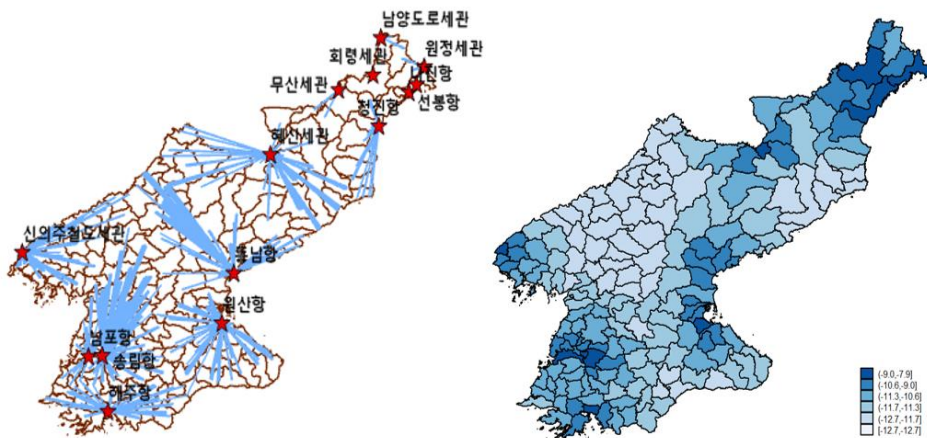 남양도로세관
원정세관
회령세관
나진항
무산세관
선봉항
청진항
혜산세관
신의주철도세관
흥남항
원산항
남포항
송림항
해주항
(-9.0,-7.9]
(-10.6,-9.0]
(-11.3,-10.6]
(-11.7,-11.3]
(-12.7,-11.7]
[-12.7,-12.7]